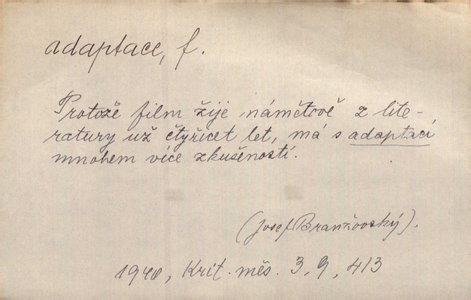 adaptace, f.
Protože film žije námětově z lite-
ratury už čtyřicet let, má s adaptací
mnohem více zkušeností.
(Josef Branžovský).
1940, Krit. měs. 3, 9, 413